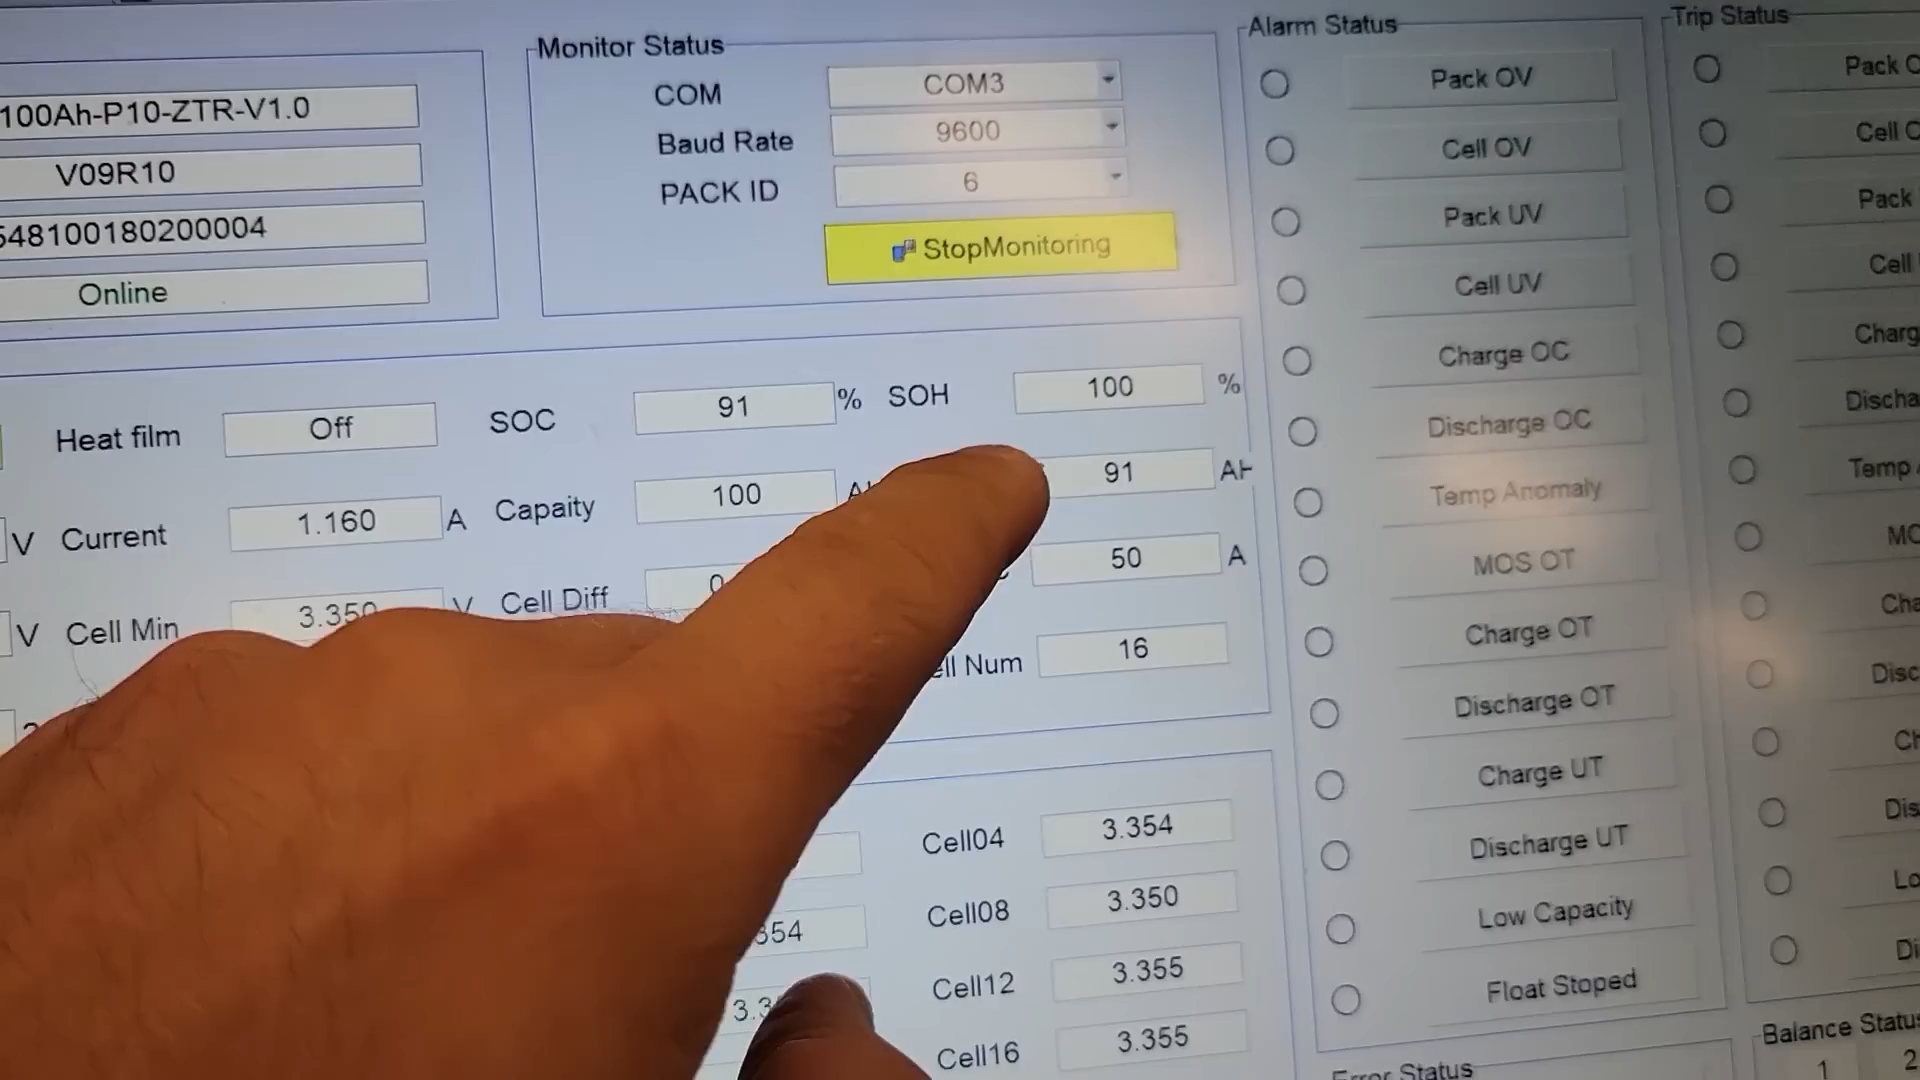 Monitor Status
Alarm Status
Trip Status
100Ah-P10-ZTR-V1.0
COM
COM3
Pack OV
Pack
V09R10
Baud Rate
9600
Cell OV
Cell
548100180200004
PACK ID
6
Pack UV
Pack
Online
StopMonitoring
Cell UV
Cell
Charge OC
Heat film
Off
SOC
91
%
SOH
100
%
Discharge OC
V
Current
1.160
A
Capaity
100
91
Temp Anomaly
Temp
V
Cell Min
3.350
V
Cell Diff
50
A
MOS OT
Num
16
Charge OT
Discharge OT
Charge UT
Cell04
3.354
Discharge UT
354
Cell08
3.350
Low Capacity
Cell12
3.355
Float Stoped
Cell16
3.355
Balance Status
Error Status
1
2